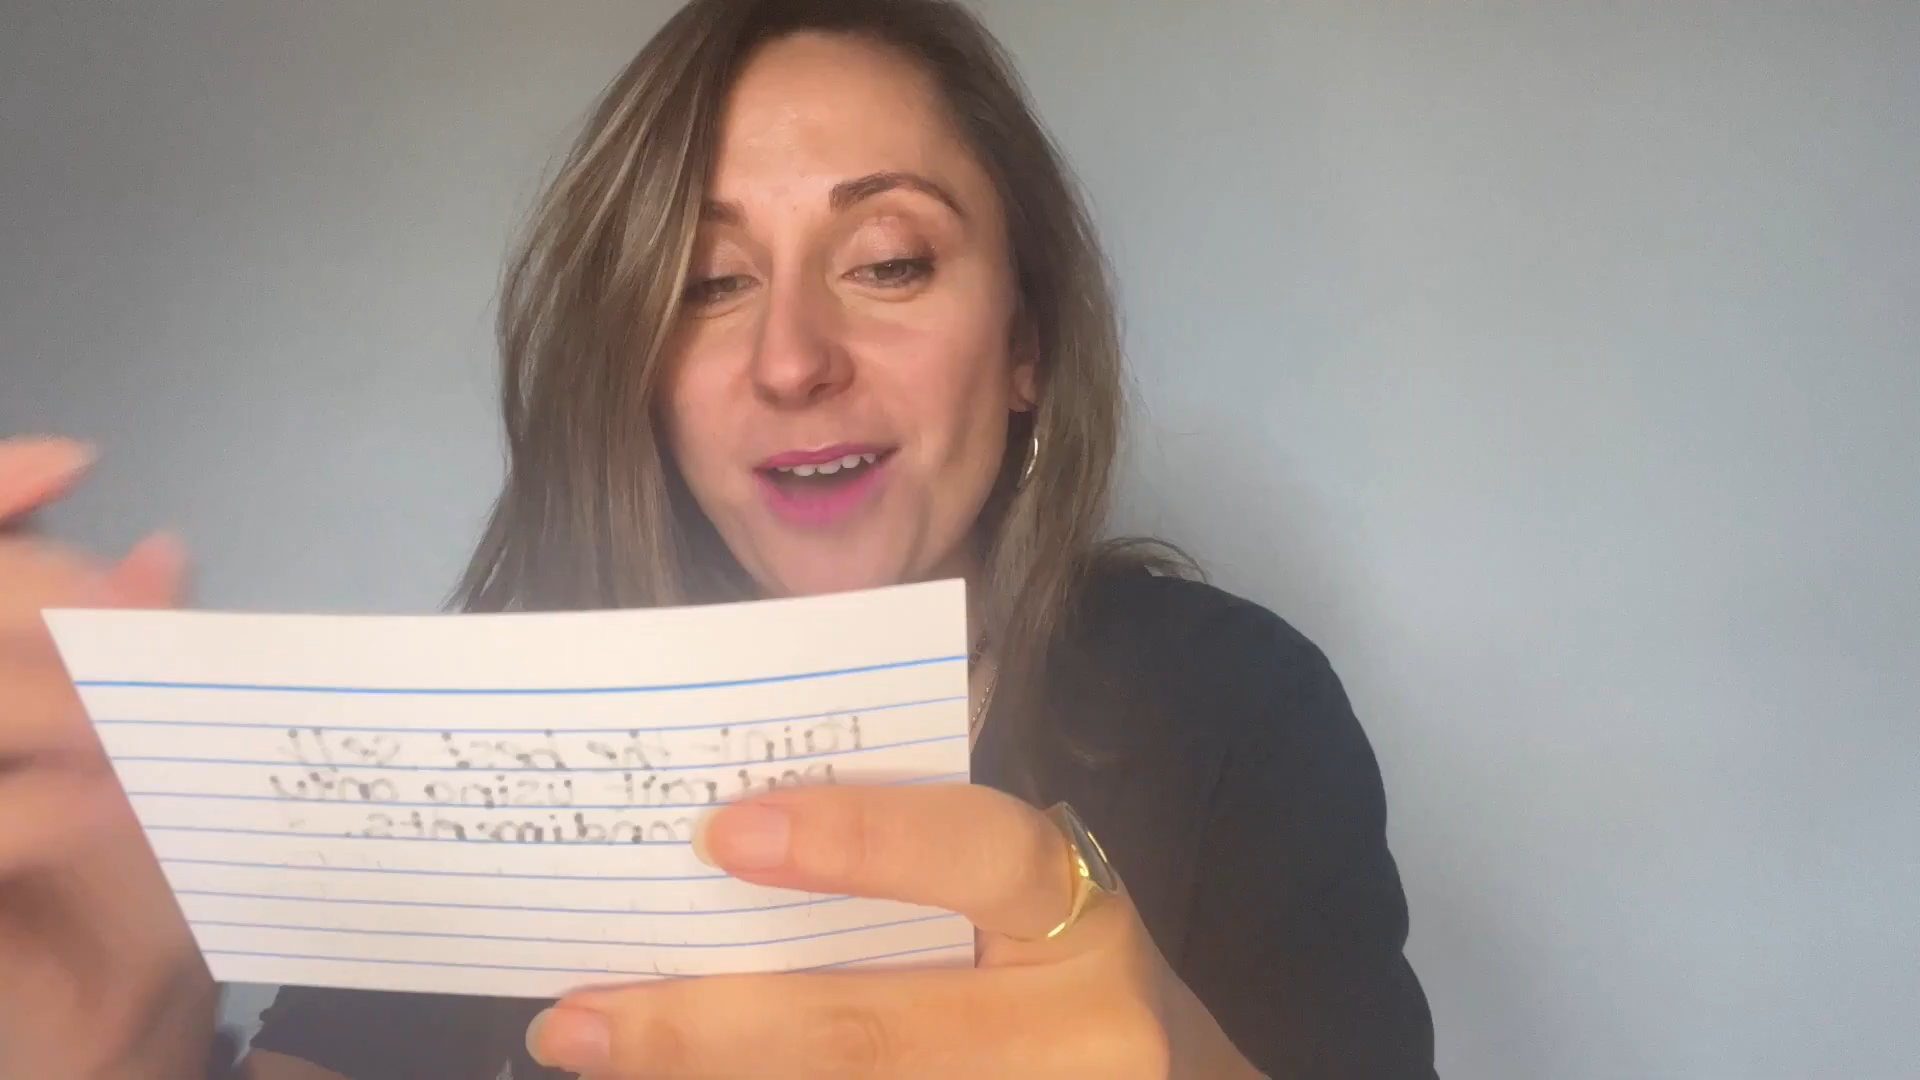 Paint the best self
portrait using only
condiments.